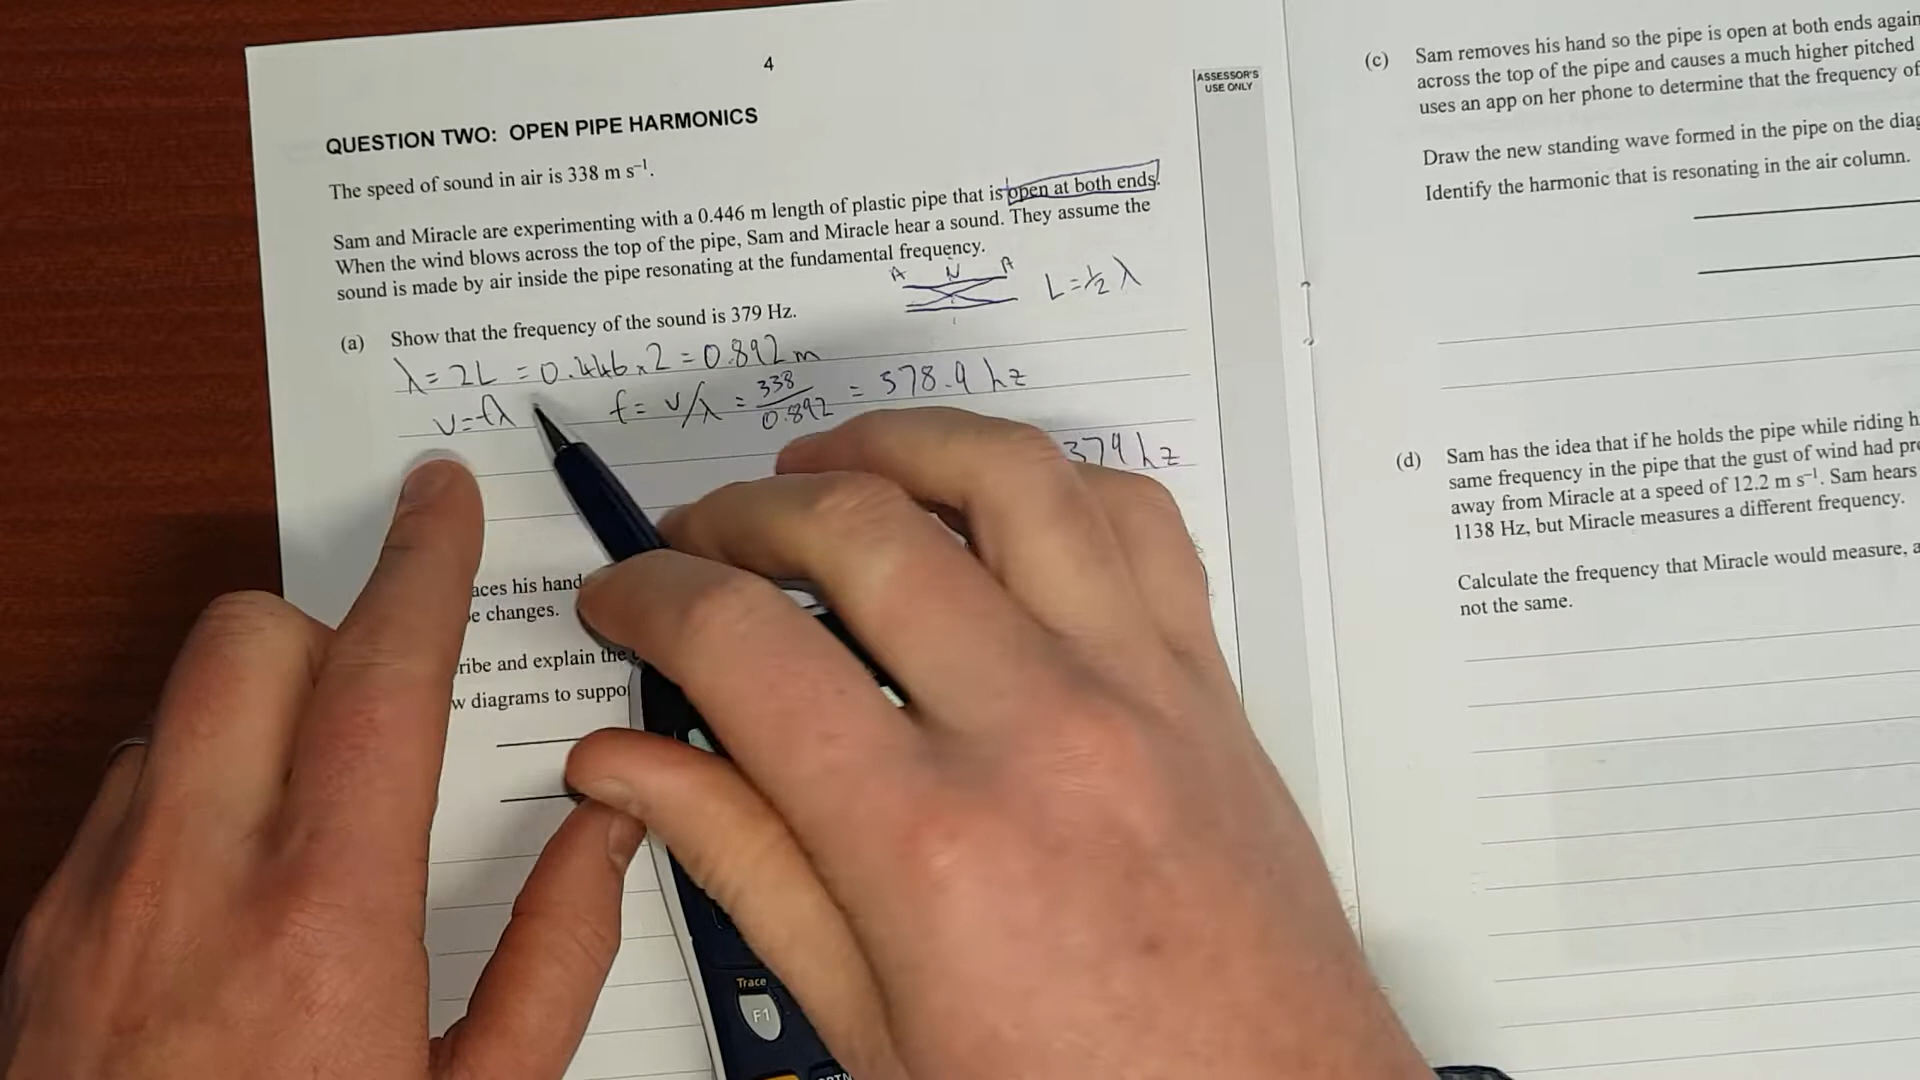 4
ASSESSOR'S
USE ONLY
QUESTION TWO: OPEN PIPE HARMONICS
The speed of sound in air is 338 m s⁻¹.
Sam and Miracle are experimenting with a 0.446 m length of plastic pipe that is open at both ends.
When the wind blows across the top of the pipe, Sam and Miracle hear a sound. They assume the
sound is made by air inside the pipe resonating at the fundamental frequency.
A N A
L = ½ λ
(a) Show that the frequency of the sound is 379 Hz.
λ = 2L = 0.446 x 2 = 0.892 m
v = fλ f = v/λ = 338/0.892 = 378.9 hz
379 hz
aces his hand
e changes.
ribe and explain the
w diagrams to suppo
Trace
F1
(c) Sam removes his hand so the pipe is open at both ends again
across the top of the pipe and causes a much higher pitched
uses an app on her phone to determine that the frequency of
Draw the new standing wave formed in the pipe on the diag
Identify the harmonic that is resonating in the air column.
(d) Sam has the idea that if he holds the pipe while riding h
same frequency in the pipe that the gust of wind had pre
away from Miracle at a speed of 12.2 m s⁻¹. Sam hears
1138 Hz, but Miracle measures a different frequency.
Calculate the frequency that Miracle would measure, a
not the same.